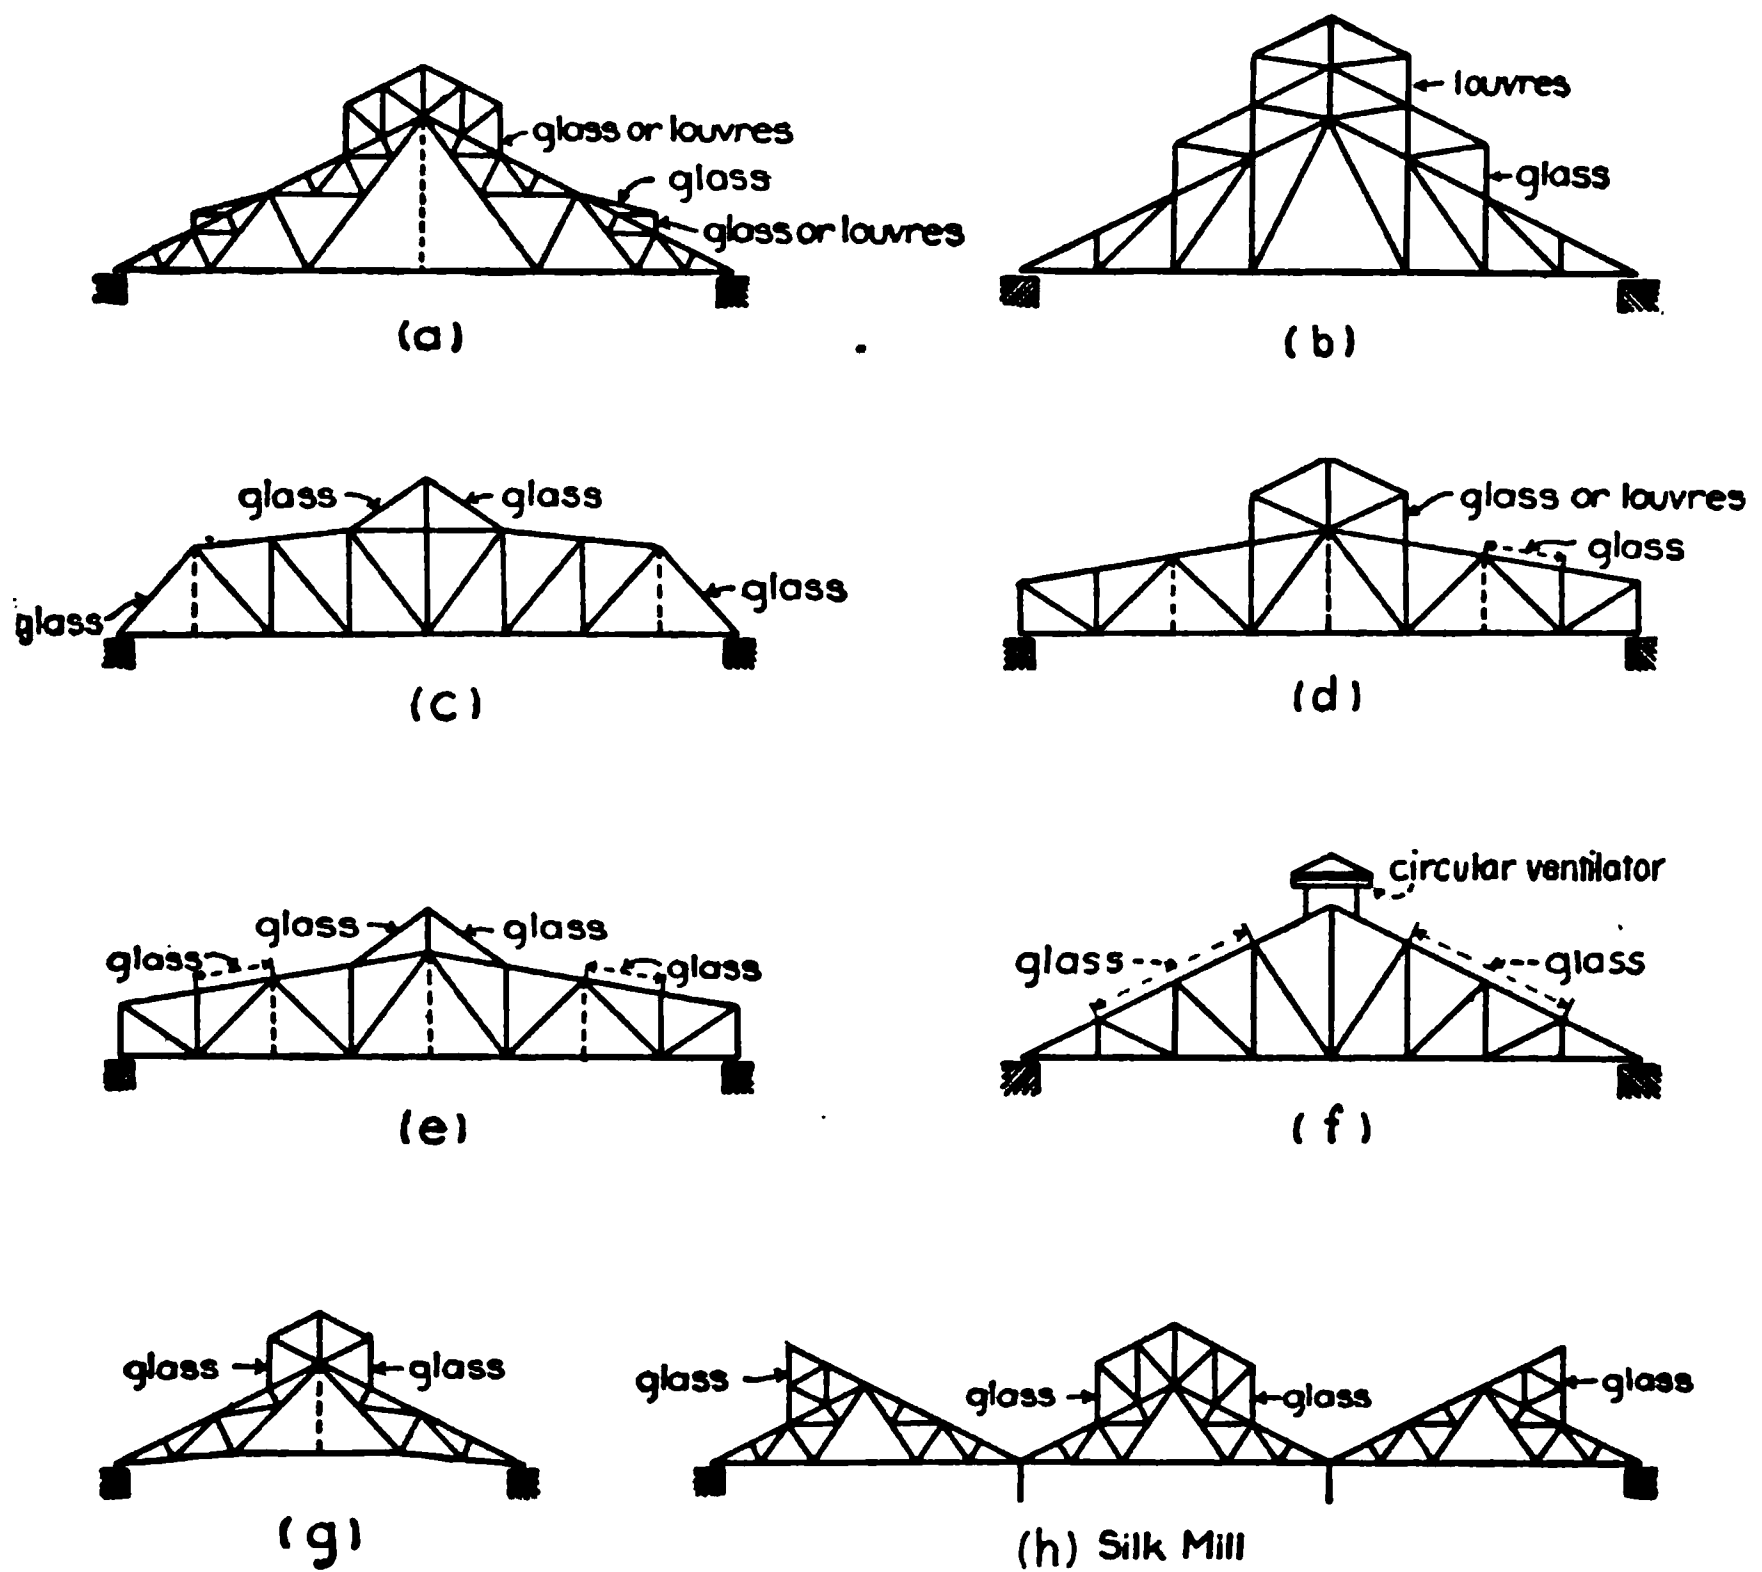 glass or louvres
glass
glass or louvres
(a)
louvres
glass
(b)
glass glass
glass
glass
(c)
glass or louvres
glass
(d)
glass glass
glass glass
(e)
circular ventilator
glass glass
(f)
glass glass
(g)
glass glass glass glass
(h) Silk Mill